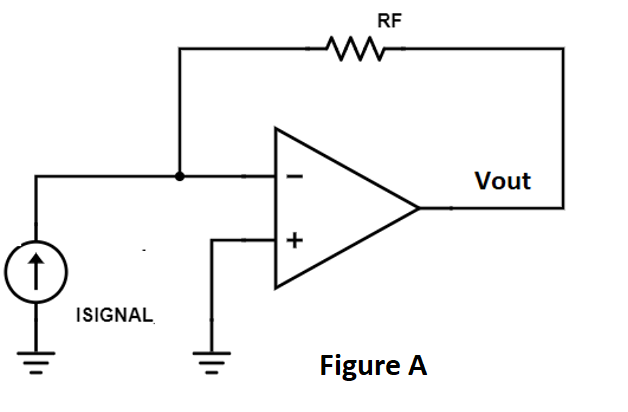 RF
−
Vout
+
ISIGNAL
Figure A